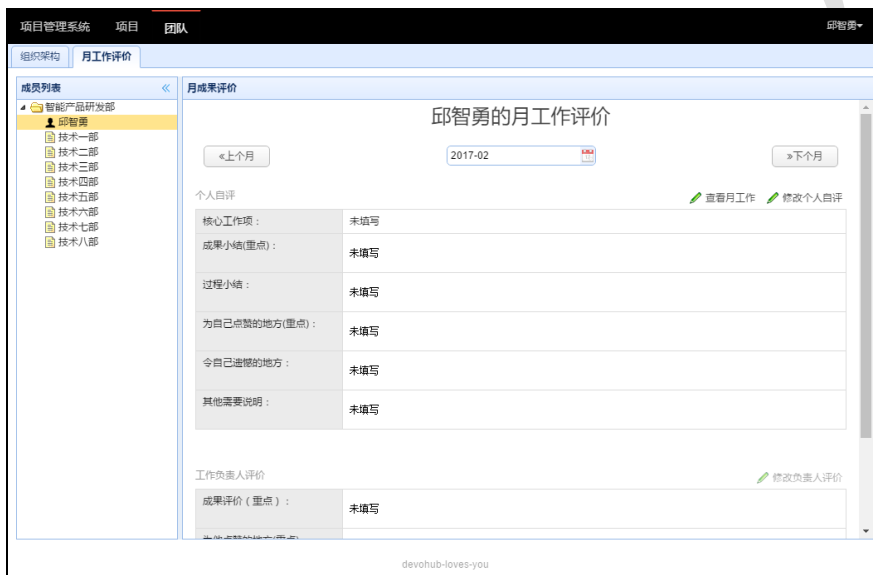 项目管理系统 项目 团队 邱智勇
组织架构 月工作评价
成员列表 «
智能产品研发部
邱智勇
技术一部
技术二部
技术三部
技术四部
技术五部
技术六部
技术七部
技术八部
月成果评价
邱智勇的月工作评价
«上个月 2017-02 »下个月
个人自评 查看月工作 修改个人自评
核心工作项： 未填写
成果小结(重点)： 未填写
过程小结： 未填写
为自己点赞的地方(重点)： 未填写
令自己遗憾的地方： 未填写
其他需要说明： 未填写
工作负责人评价 修改负责人评价
成果评价（重点）： 未填写
为他点赞的地方(重点)
devohub-loves-you